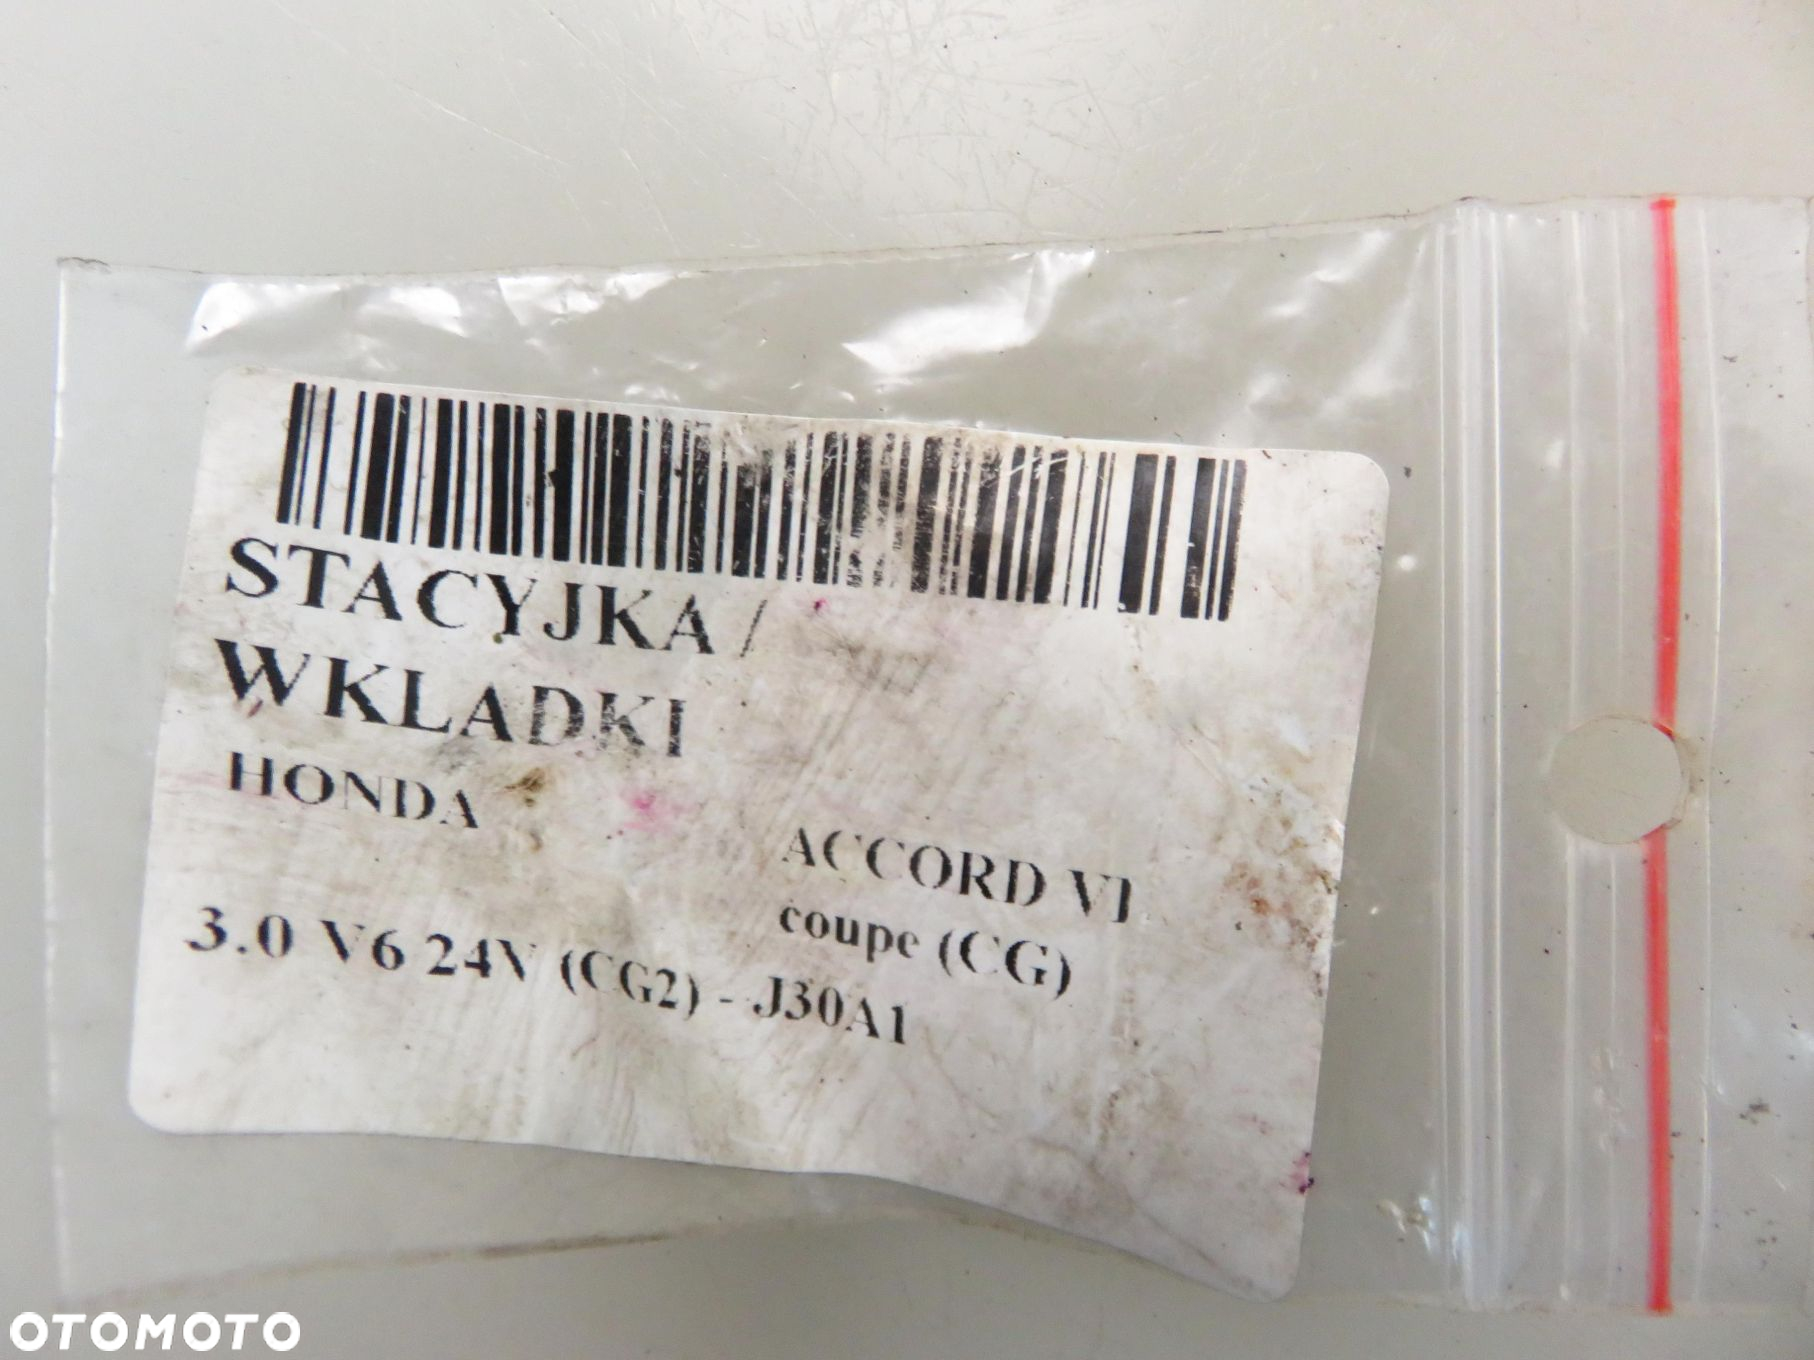 STACYJKA /
WKLADKI
HONDA
ACCORD VI
coupe (CG)
3.0 V6 24V (CG2) - J30A1
OTOMOTO